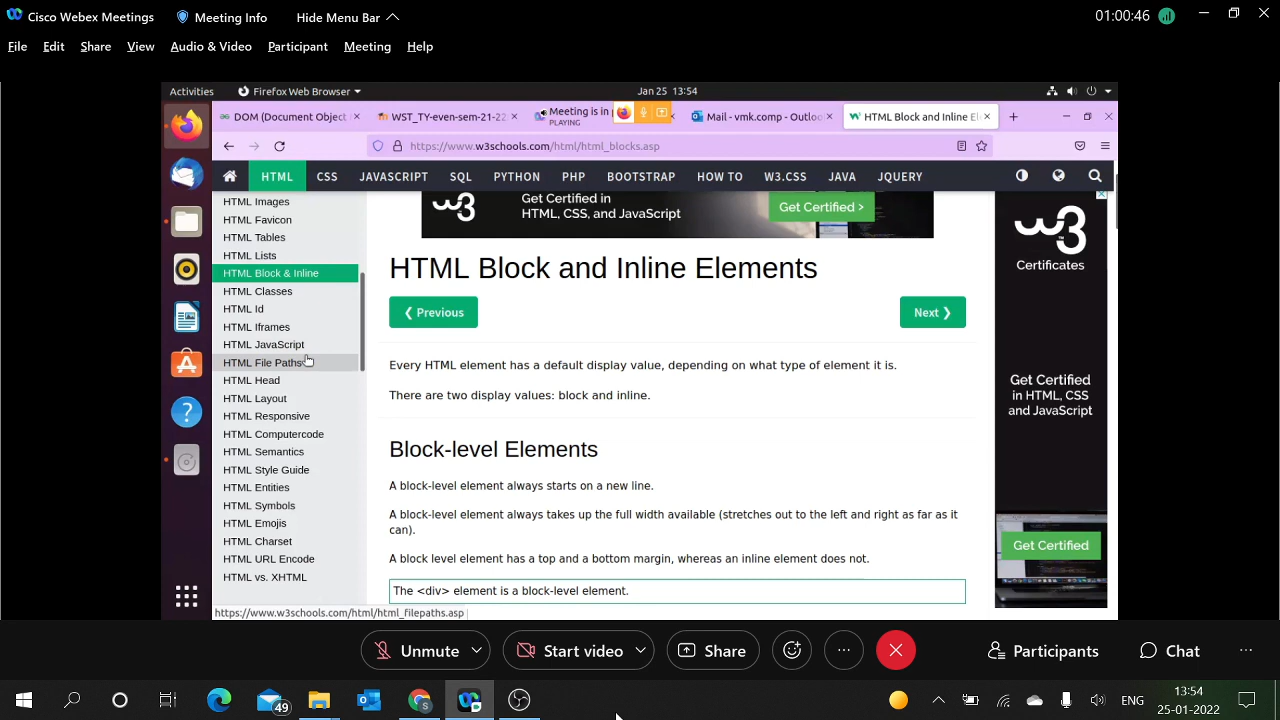 Cisco Webex Meetings
Meeting Info
Hide Menu Bar
01:00:46
File Edit Share View Audio & Video Participant Meeting Help
Activities
Firefox Web Browser
Jan 25 13:54
DOM (Document Object
WST_TY-even-sem-21-22
Meeting is in p
PLAYING
Mail - vmk.comp - Outloo
HTML Block and Inline El
https://www.w3schools.com/html/html_blocks.asp
HTML CSS JAVASCRIPT SQL PYTHON PHP BOOTSTRAP HOW TO W3.CSS JAVA JQUERY
HTML Images
HTML Favicon
HTML Tables
HTML Lists
HTML Block & Inline
HTML Classes
HTML Id
HTML Iframes
HTML JavaScript
HTML File Paths
HTML Head
HTML Layout
HTML Responsive
HTML Computercode
HTML Semantics
HTML Style Guide
HTML Entities
HTML Symbols
HTML Emojis
HTML Charset
HTML URL Encode
HTML vs. XHTML
https://www.w3schools.com/html/html_filepaths.asp
w3
Get Certified in
HTML, CSS, and JavaScript
Get Certified >
HTML Block and Inline Elements
❮ Previous
Next ❯
Every HTML element has a default display value, depending on what type of element it is.
There are two display values: block and inline.
Block-level Elements
A block-level element always starts on a new line.
A block-level element always takes up the full width available (stretches out to the left and right as far as it
can).
A block level element has a top and a bottom margin, whereas an inline element does not.
The <div> element is a block-level element.
w3
Certificates
Get Certified
in HTML, CSS
and JavaScript
Get Certified
Unmute
Start video
Share
Participants
Chat
49
ENG
13:54
25-01-2022